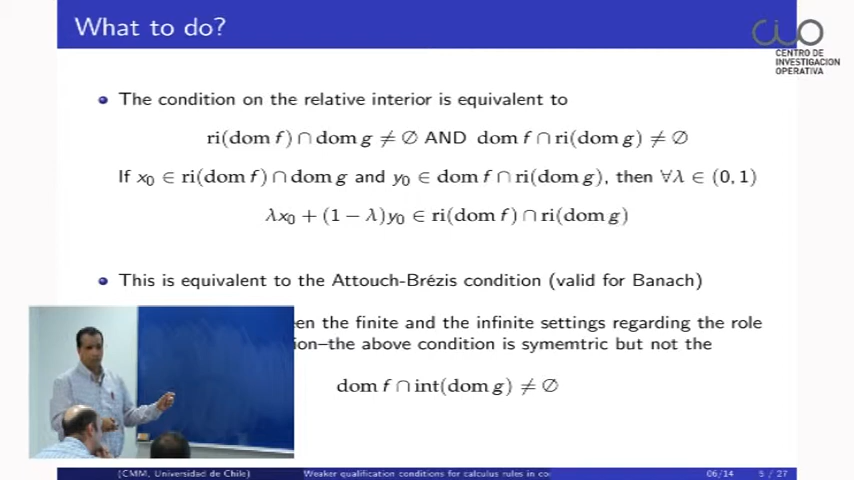 What to do?
CIO
CENTRO DE
INVESTIGACION
OPERATIVA
The condition on the relative interior is equivalent to
ri(dom f) ∩ dom g ≠ ∅ AND dom f ∩ ri(dom g) ≠ ∅
If x₀ ∈ ri(dom f) ∩ dom g and y₀ ∈ dom f ∩ ri(dom g), then ∀λ ∈ (0, 1)
λx₀ + (1 − λ)y₀ ∈ ri(dom f) ∩ ri(dom g)
This is equivalent to the Attouch-Brézis condition (valid for Banach)
the finite and the infinite settings regarding the role
the above condition is symemtric but not the
dom f ∩ int(dom g) ≠ ∅
(CMM, Universidad de Chile) Weaker qualification conditions for calculus rules in 06/14 5 / 27